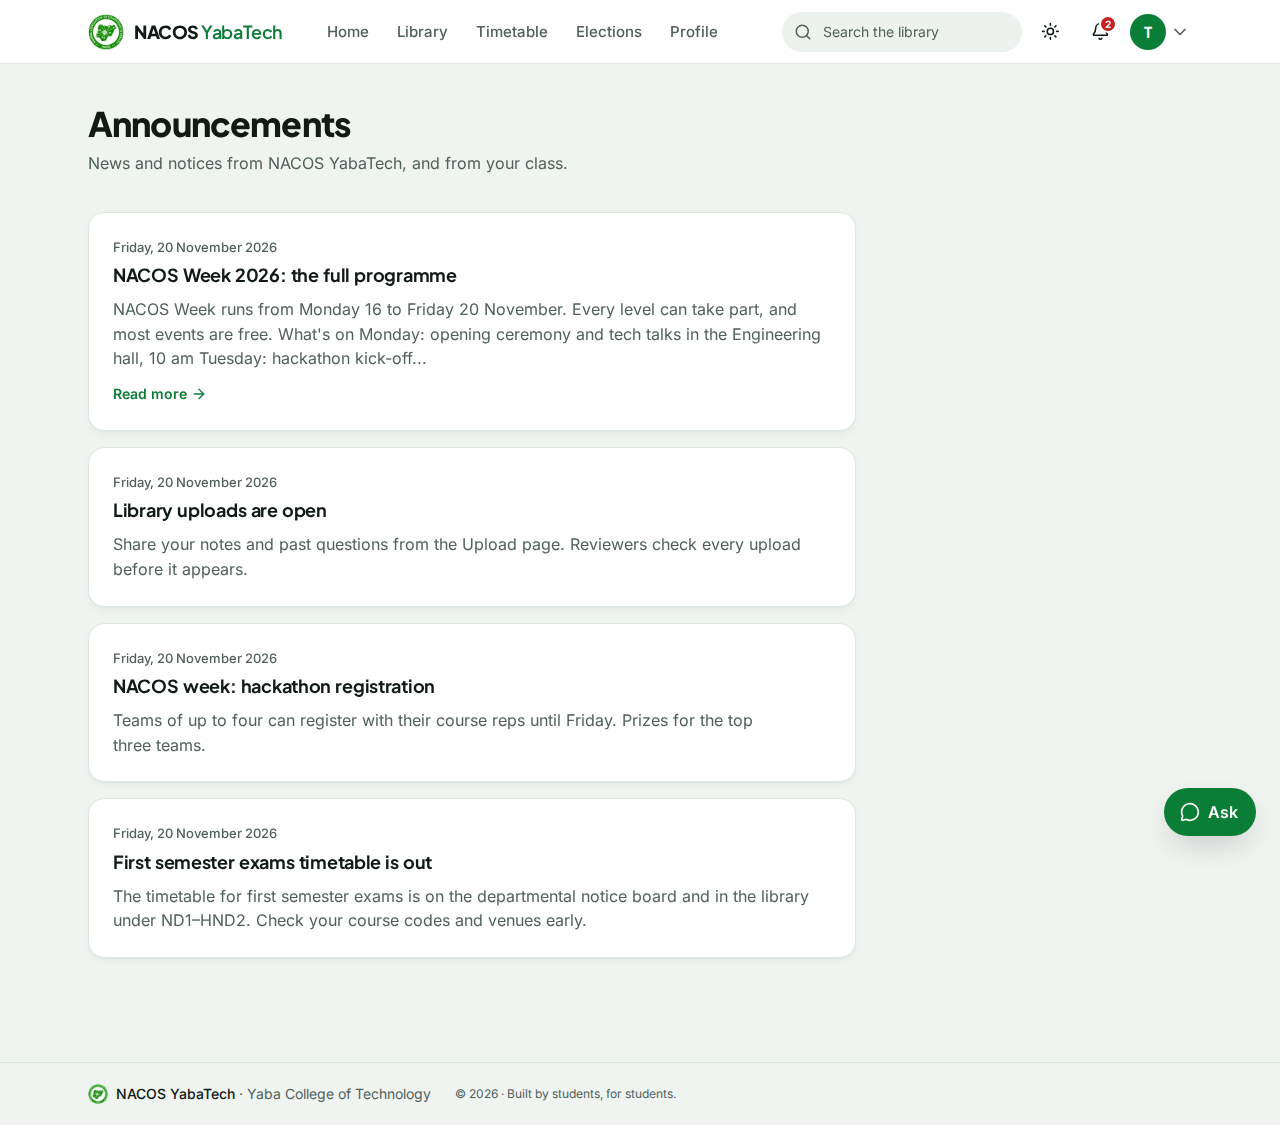 NACOS YabaTech
Home
Library
Timetable
Elections
Profile
Search the library
2
T
Announcements
News and notices from NACOS YabaTech, and from your class.
Friday, 20 November 2026
NACOS Week 2026: the full programme
NACOS Week runs from Monday 16 to Friday 20 November. Every level can take part, and
most events are free. What's on Monday: opening ceremony and tech talks in the Engineering
hall, 10 am Tuesday: hackathon kick-off...
Read more →
Friday, 20 November 2026
Library uploads are open
Share your notes and past questions from the Upload page. Reviewers check every upload
before it appears.
Friday, 20 November 2026
NACOS week: hackathon registration
Teams of up to four can register with their course reps until Friday. Prizes for the top
three teams.
Ask
Friday, 20 November 2026
First semester exams timetable is out
The timetable for first semester exams is on the departmental notice board and in the library
under ND1–HND2. Check your course codes and venues early.
NACOS YabaTech · Yaba College of Technology
© 2026 · Built by students, for students.